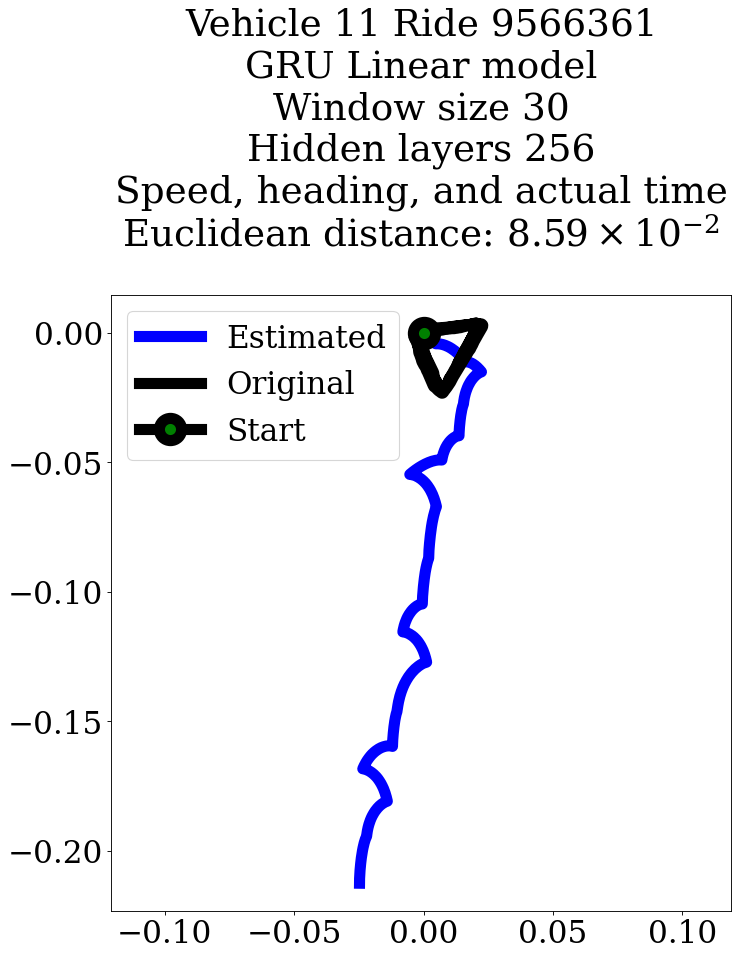 Vehicle 11 Ride 9566361
GRU Linear model
Window size 30
Hidden layers 256
Speed, heading, and actual time
Euclidean distance: 8.59 × 10⁻²
Estimated
Original
Start
0.00
−0.05
−0.10
−0.15
−0.20
−0.10 −0.05 0.00 0.05 0.10